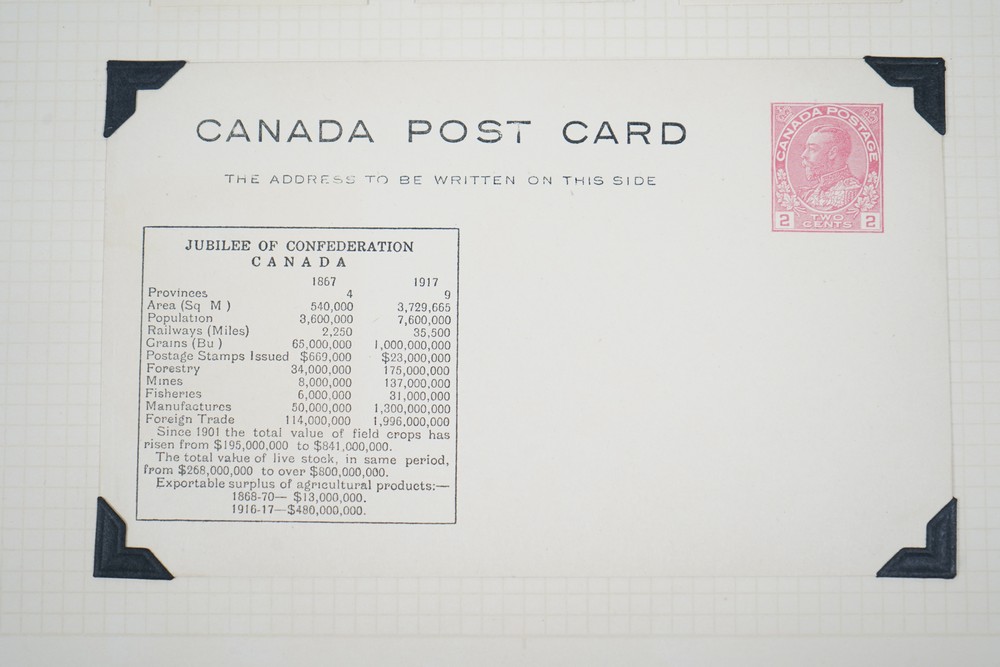 CANADA POST CARD
THE ADDRESS TO BE WRITTEN ON THIS SIDE
CANADA POSTAGE
2 TWO CENTS 2
JUBILEE OF CONFEDERATION
CANADA
1867 1917
Provinces 4 9
Area (Sq M ) 540,000 3,729,665
Population 3,600,000 7,600,000
Railways (Miles) 2,250 35,500
Grains (Bu ) 65,000,000 1,000,000,000
Postage Stamps Issued $669,000 $23,000,000
Forestry 34,000,000 175,000,000
Mines 8,000,000 137,000,000
Fisheries 6,000,000 31,000,000
Manufactures 50,000,000 1,300,000,000
Foreign Trade 114,000,000 1,996,000,000
Since 1901 the total value of field crops has
risen from $195,000,000 to $841,000,000.
The total value of live stock, in same period,
from $268,000,000 to over $800,000,000.
Exportable surplus of agricultural products:—
1868-70— $13,000,000.
1916-17—$480,000,000.